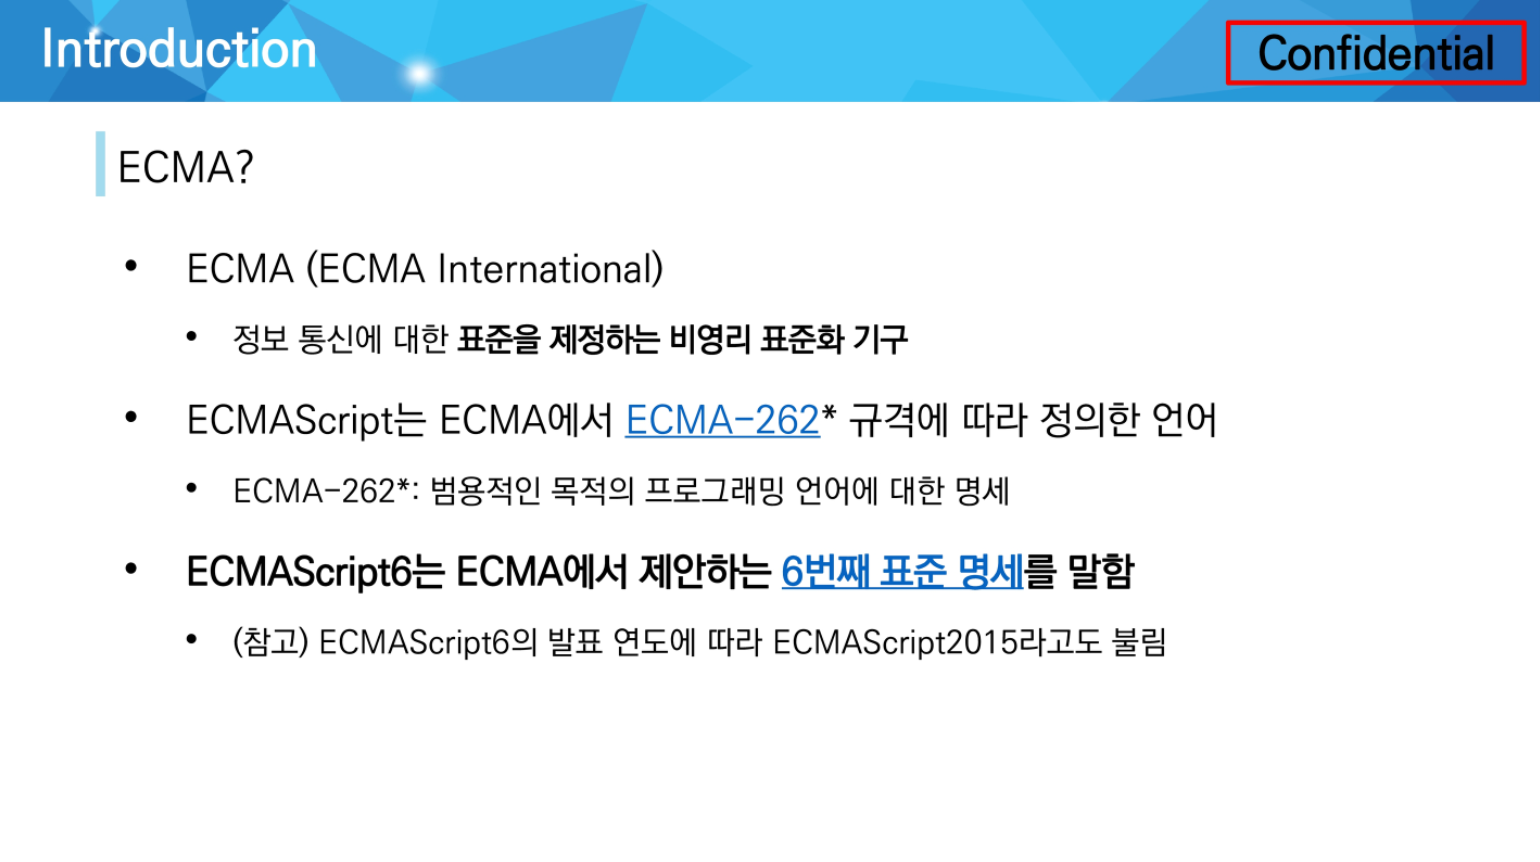 Introduction
Confidential
ECMA?
• ECMA (ECMA International)
• 정보 통신에 대한 표준을 제정하는 비영리 표준화 기구
• ECMAScript는 ECMA에서 ECMA-262* 규격에 따라 정의한 언어
• ECMA-262*: 범용적인 목적의 프로그래밍 언어에 대한 명세
• ECMAScript6는 ECMA에서 제안하는 6번째 표준 명세를 말함
• (참고) ECMAScript6의 발표 연도에 따라 ECMAScript2015라고도 불림